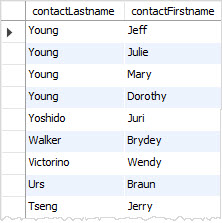 contactLastname contactFirstname
Young Jeff
Young Julie
Young Mary
Young Dorothy
Yoshido Juri
Walker Brydey
Victorino Wendy
Urs Braun
Tseng Jerry